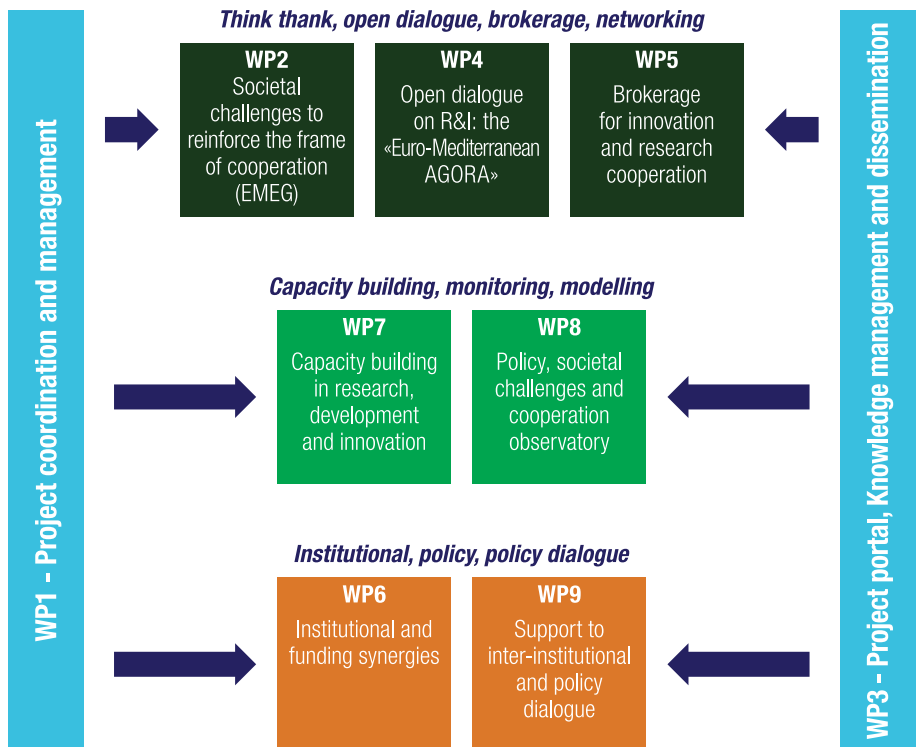 Think thank, open dialogue, brokerage, networking
WP1 - Project coordination and management
WP2
Societal
challenges to
reinforce the frame
of cooperation
(EMEG)
WP4
Open dialogue
on R&I: the
«Euro-Mediterranean
AGORA»
WP5
Brokerage
for innovation
and research
cooperation
WP3 - Project portal, Knowledge management and dissemination
Capacity building, monitoring, modelling
WP7
Capacity building
in research,
development
and innovation
WP8
Policy, societal
challenges and
cooperation
observatory
Institutional, policy, policy dialogue
WP6
Institutional and
funding synergies
WP9
Support to
inter-institutional
and policy
dialogue